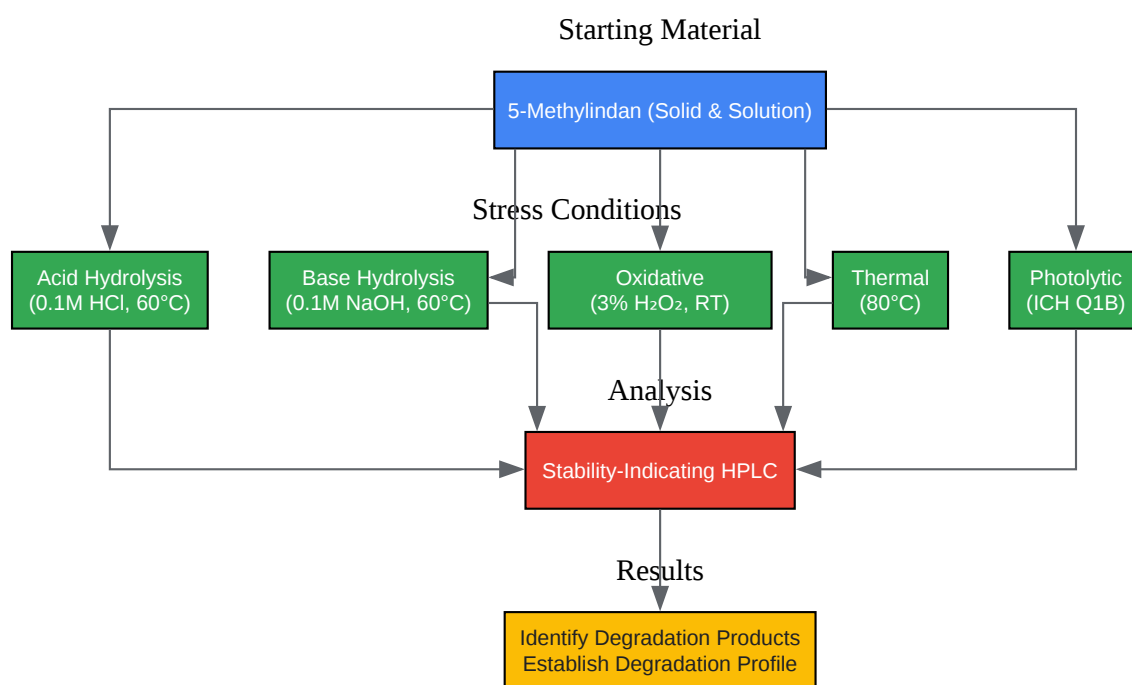 Starting Material
5-Methylindan (Solid & Solution)
Stress Conditions
Acid Hydrolysis
(0.1M HCl, 60°C)
Base Hydrolysis
(0.1M NaOH, 60°C)
Oxidative
(3% H₂O₂, RT)
Thermal
(80°C)
Photolytic
(ICH Q1B)
Analysis
Stability-Indicating HPLC
Results
Identify Degradation Products
Establish Degradation Profile